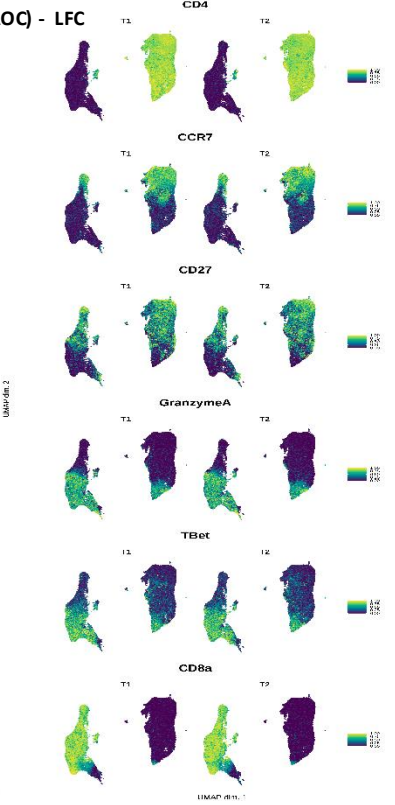 CD4
OC) - LFC
T1 T2
CCR7
T1 T2
CD27
T1 T2
UMAP dim. 2
GranzymeA
T1 T2
TBet
T1 T2
CD8a
T1 T2
UMAP dim. 1